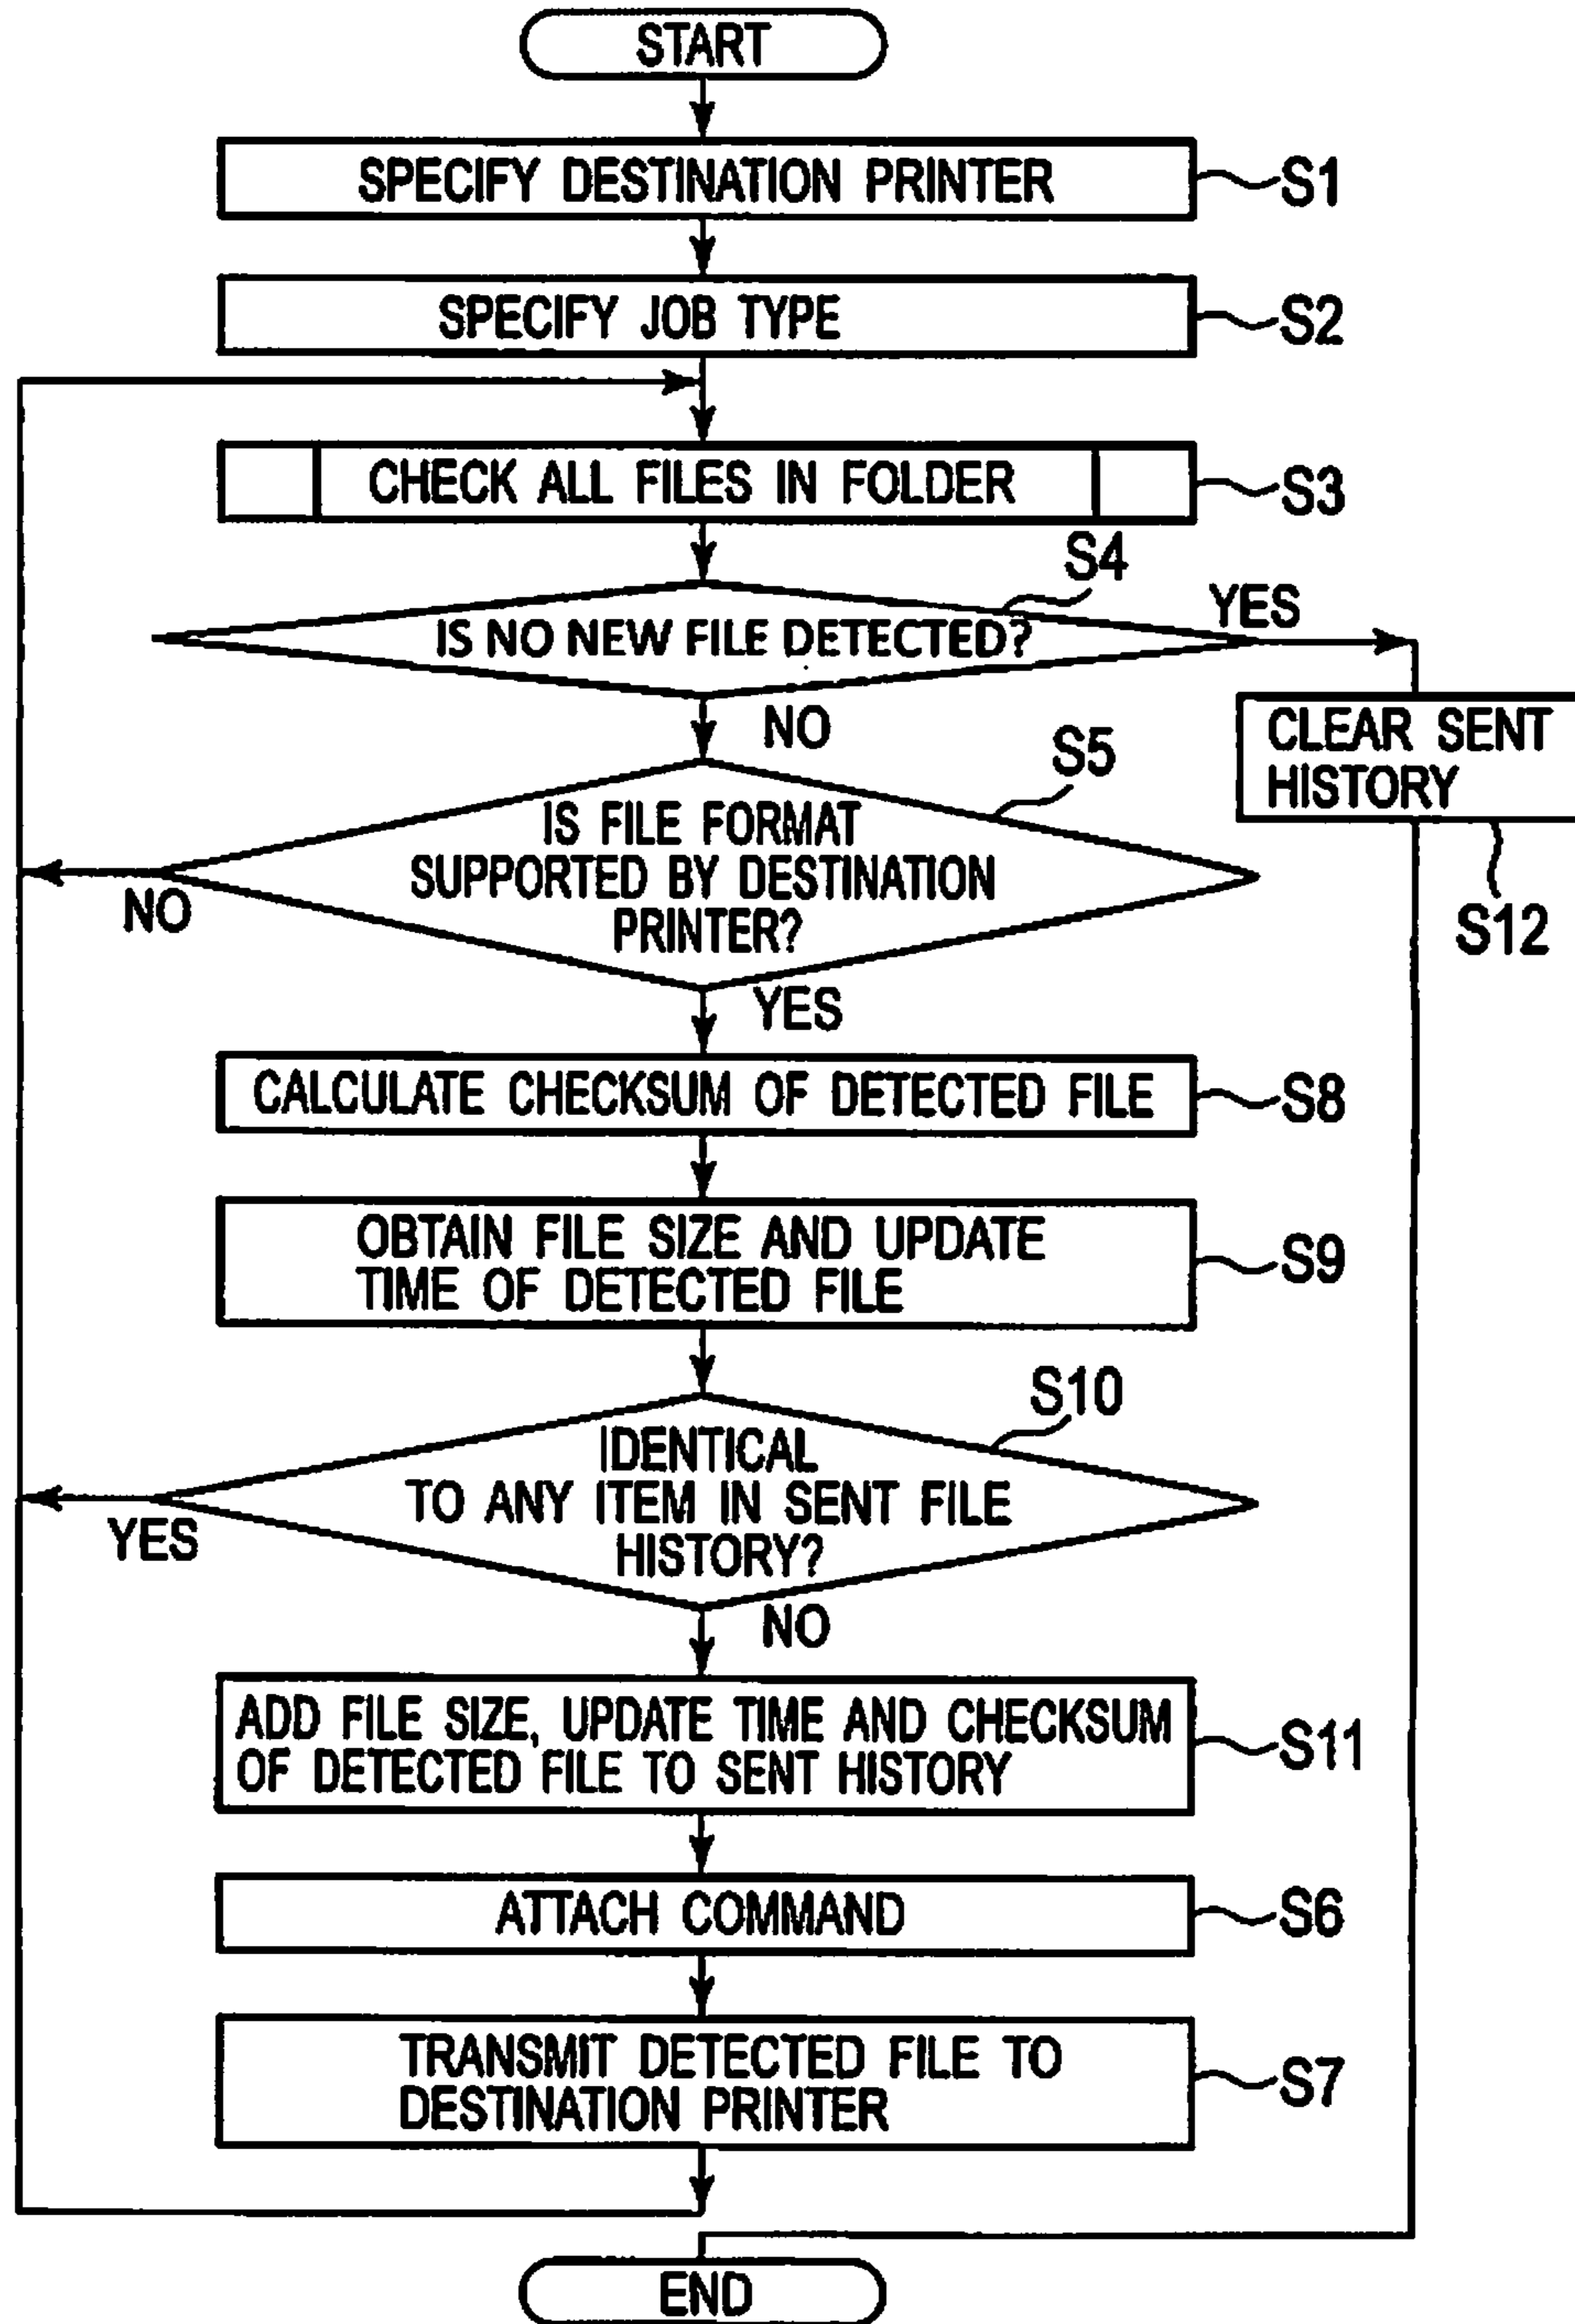 START
SPECIFY DESTINATION PRINTER
S1
SPECIFY JOB TYPE
S2
CHECK ALL FILES IN FOLDER
S3
S4
IS NO NEW FILE DETECTED?
YES
NO
CLEAR SENT
HISTORY
S12
S5
IS FILE FORMAT
SUPPORTED BY DESTINATION
PRINTER?
NO
YES
CALCULATE CHECKSUM OF DETECTED FILE
S8
OBTAIN FILE SIZE AND UPDATE
TIME OF DETECTED FILE
S9
S10
IDENTICAL
TO ANY ITEM IN SENT FILE
HISTORY?
YES
NO
ADD FILE SIZE, UPDATE TIME AND CHECKSUM
OF DETECTED FILE TO SENT HISTORY
S11
ATTACH COMMAND
S6
TRANSMIT DETECTED FILE TO
DESTINATION PRINTER
S7
END